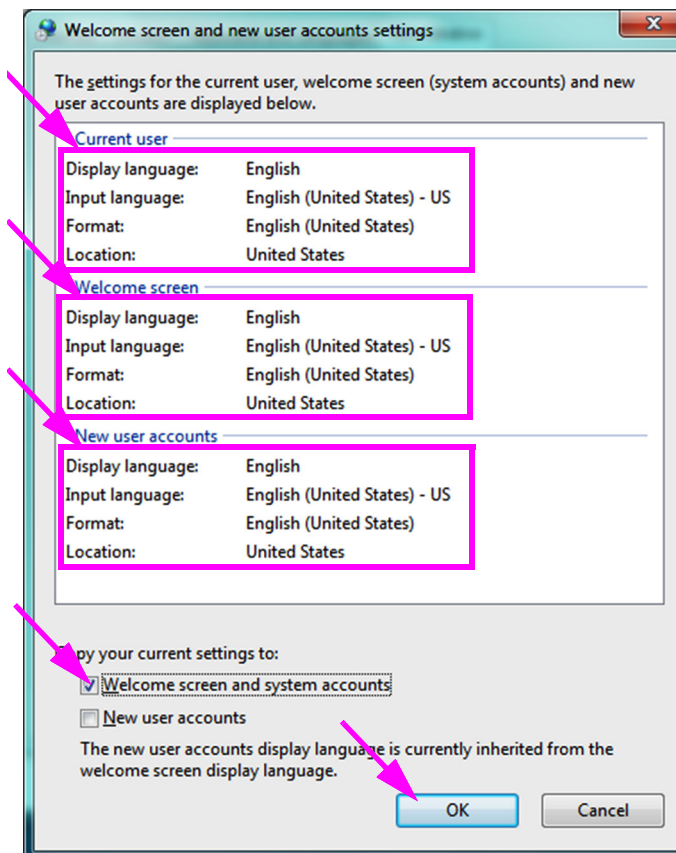 Welcome screen and new user accounts settings
The settings for the current user, welcome screen (system accounts) and new
user accounts are displayed below.
Current user
Display language: English
Input language: English (United States) - US
Format: English (United States)
Location: United States
Welcome screen
Display language: English
Input language: English (United States) - US
Format: English (United States)
Location: United States
New user accounts
Display language: English
Input language: English (United States) - US
Format: English (United States)
Location: United States
Copy your current settings to:
Welcome screen and system accounts
New user accounts
The new user accounts display language is currently inherited from the
welcome screen display language.
OK Cancel